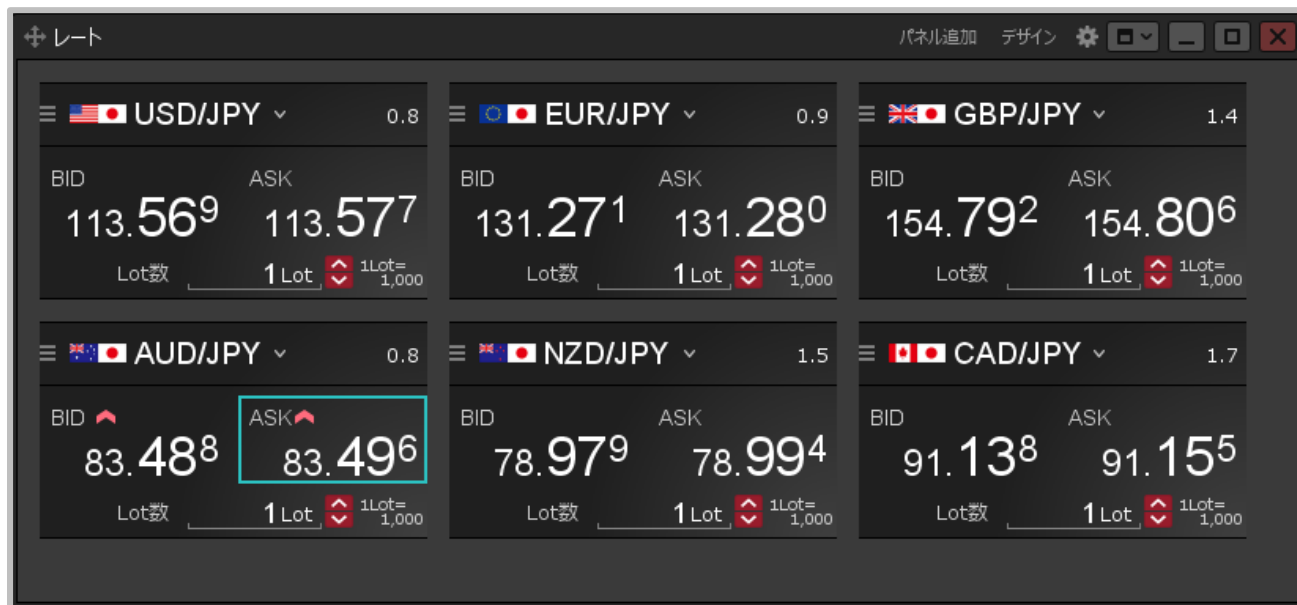 レート パネル追加 デザイン
USD/JPY 0.8 EUR/JPY 0.9 GBP/JPY 1.4
BID ASK BID ASK BID ASK
113.569 113.577 131.271 131.280 154.792 154.806
Lot数 1 Lot 1Lot= 1,000 Lot数 1 Lot 1Lot= 1,000 Lot数 1 Lot 1Lot= 1,000
AUD/JPY 0.8 NZD/JPY 1.5 CAD/JPY 1.7
BID ASK BID ASK BID ASK
83.488 83.496 78.979 78.994 91.138 91.155
Lot数 1 Lot 1Lot= 1,000 Lot数 1 Lot 1Lot= 1,000 Lot数 1 Lot 1Lot= 1,000